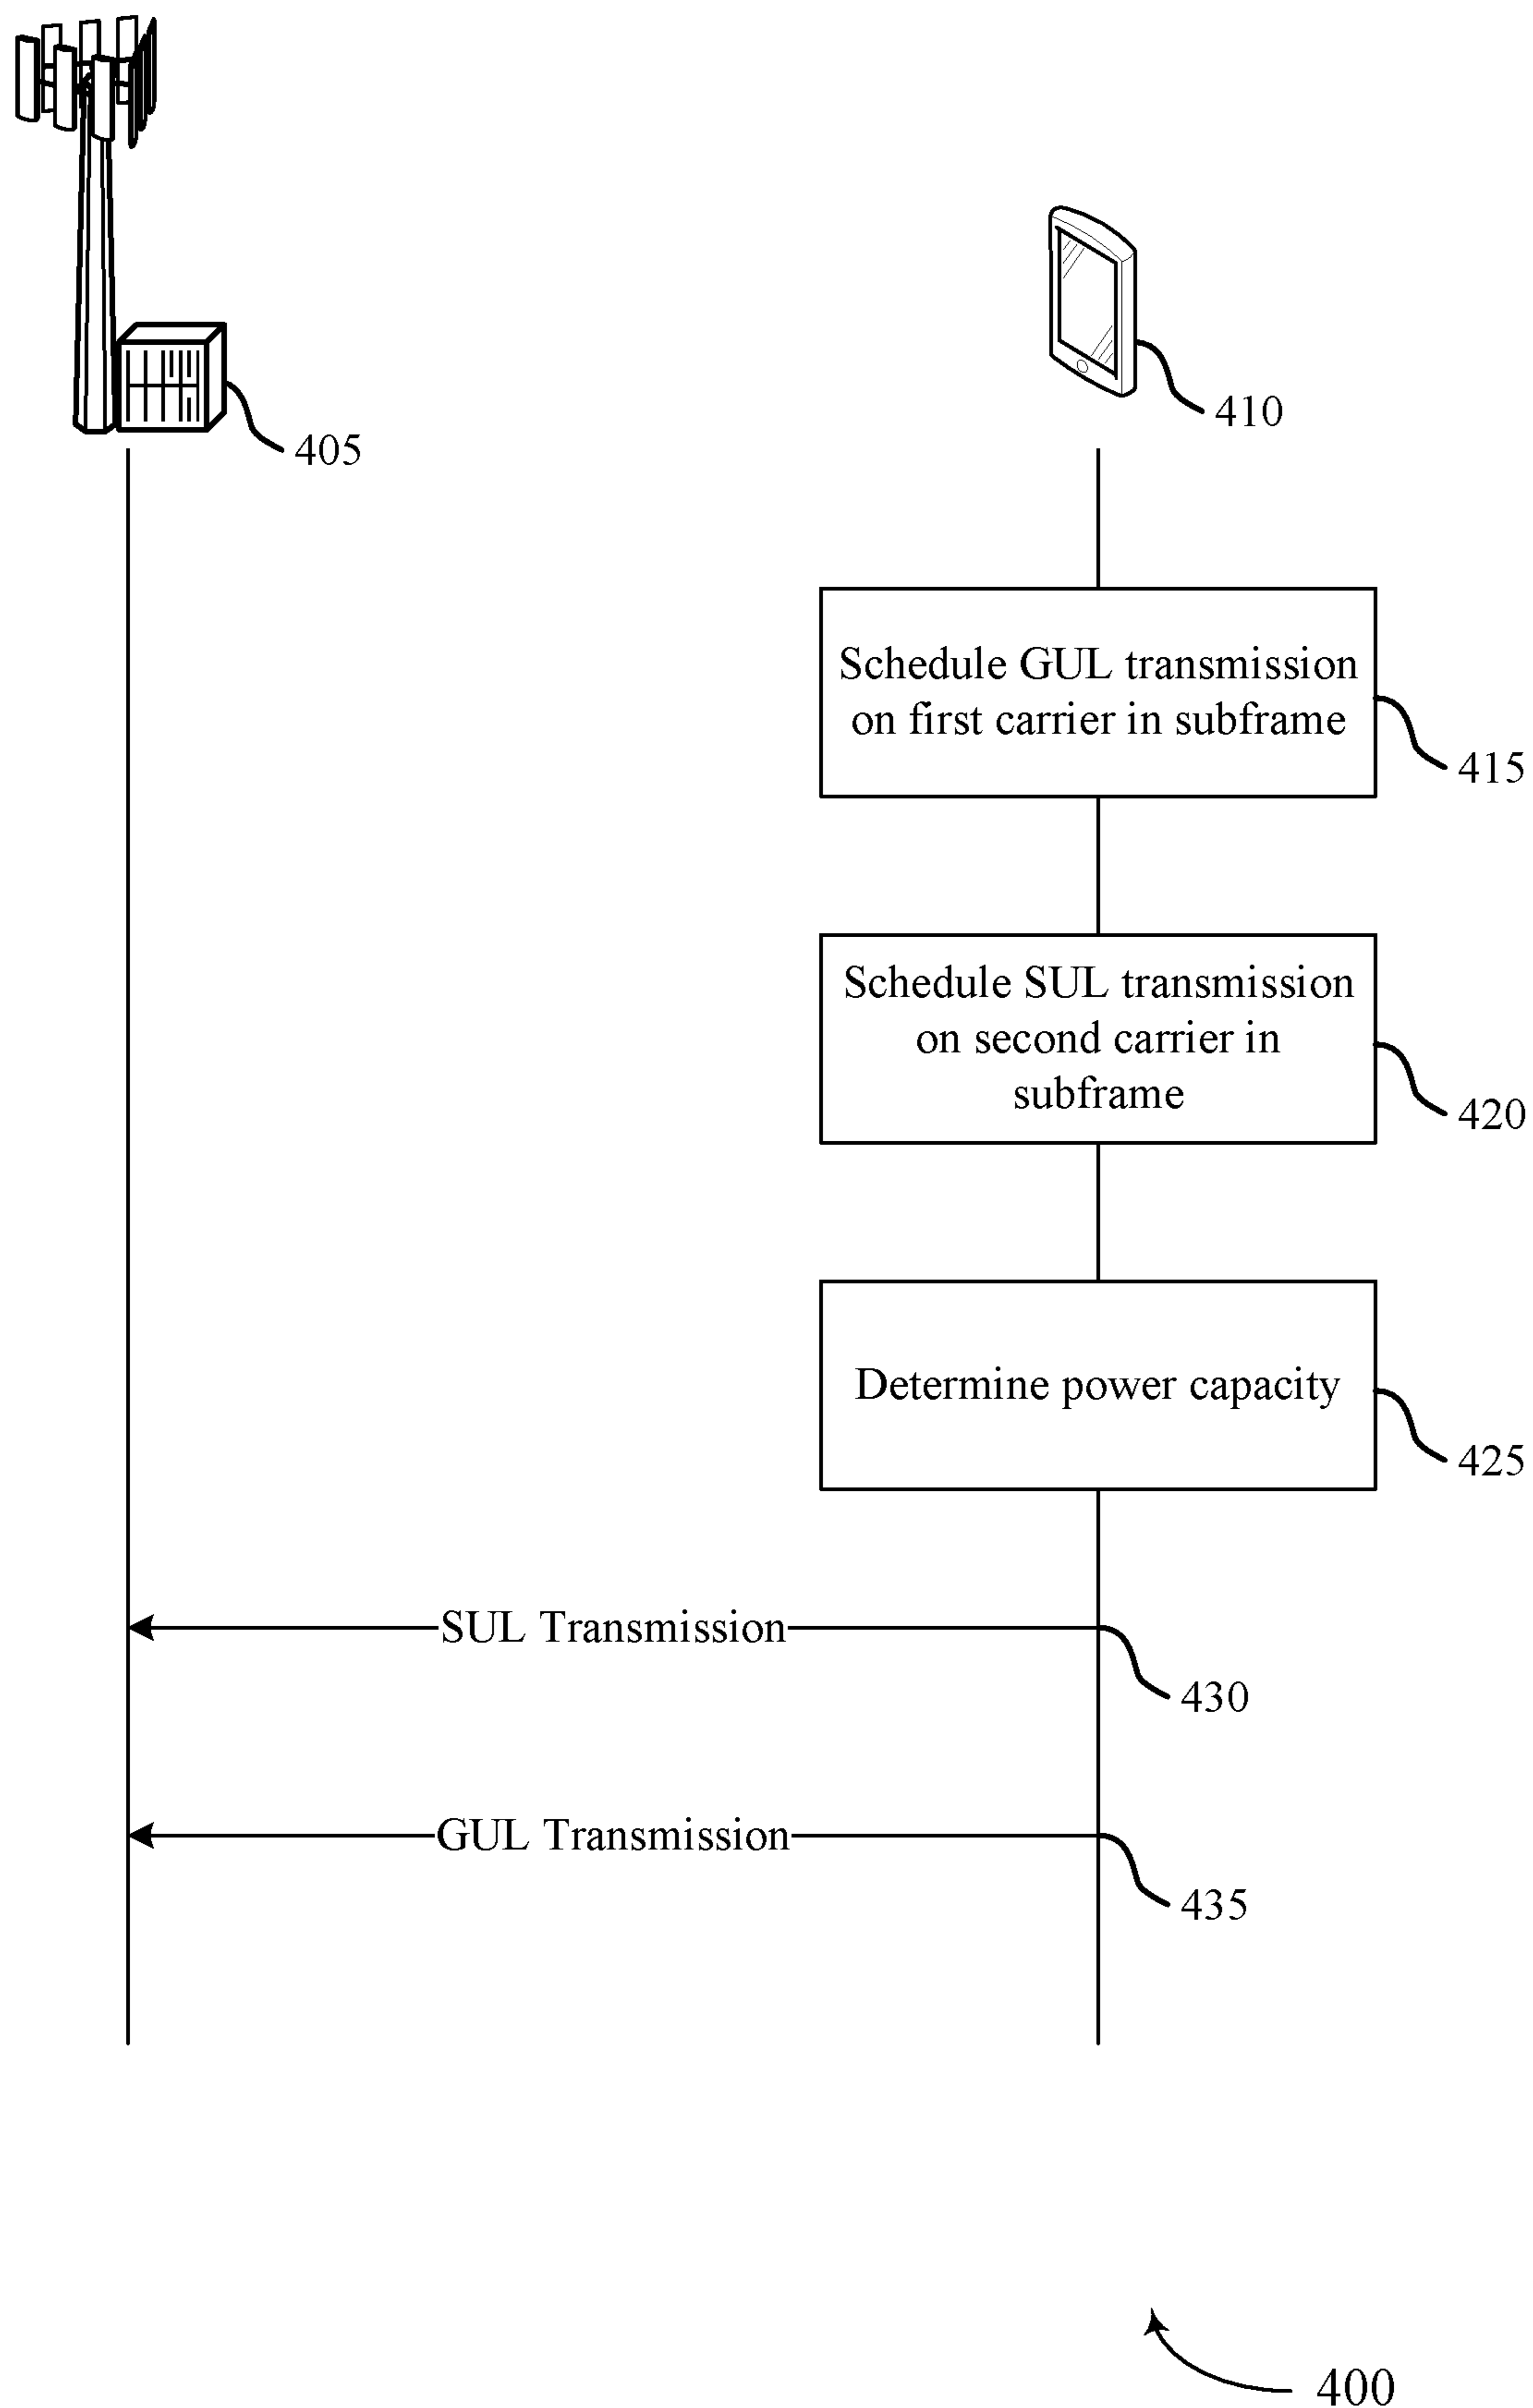 410
405
Schedule GUL transmission
on first carrier in subframe
415
Schedule SUL transmission
on second carrier in
subframe
420
Determine power capacity
425
SUL Transmission
430
GUL Transmission
435
400